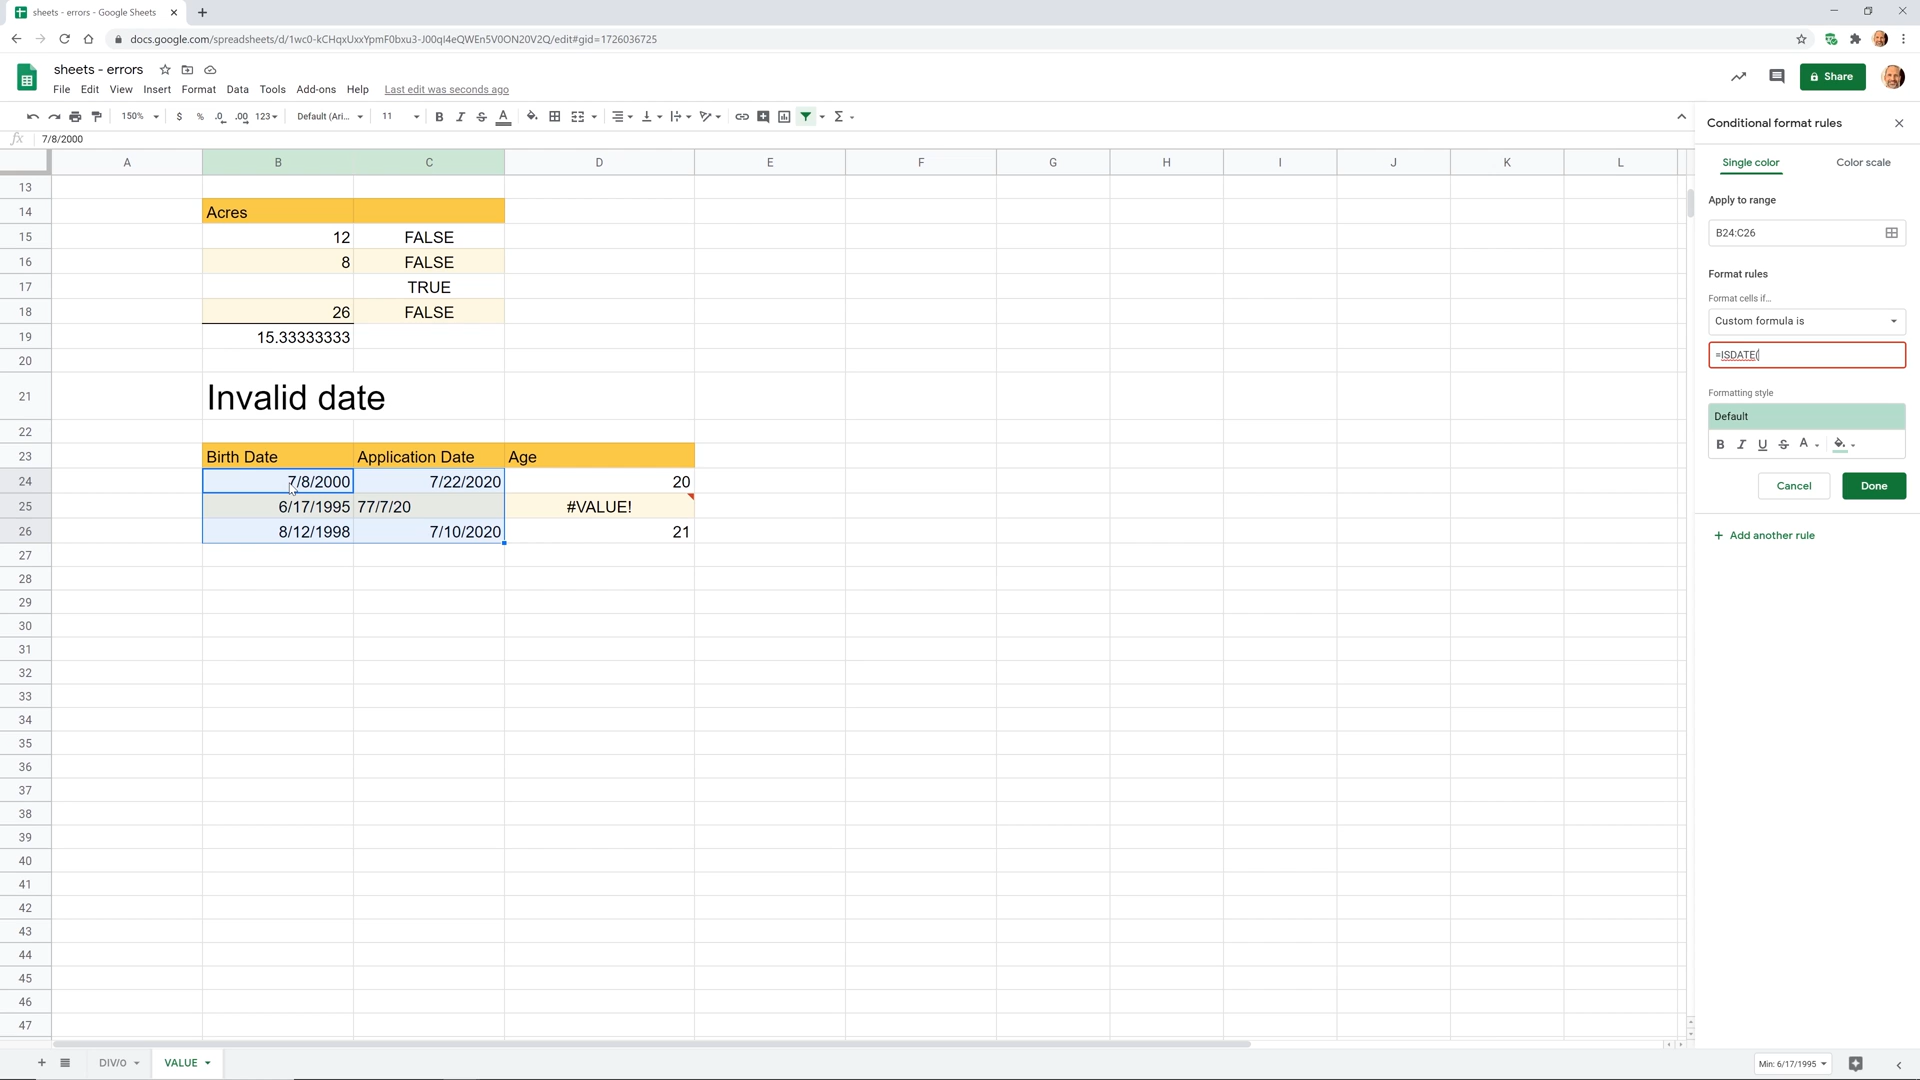 sheets - errors - Google Sheets
docs.google.com/spreadsheets/d/1wc0-kCHqxUxxYpmF0bxu3-J00qI4eQWEn5V0ON20V2Q/edit#gid=1726036725
sheets - errors
File Edit View Insert Format Data Tools Add-ons Help Last edit was seconds ago
Share
150% $ % .0 .00 123 Default (Ari... 11 B I S A Σ
fx 7/8/2000
A B C D E F G H I J K L
13
14 Acres
15 12 FALSE
16 8 FALSE
17 TRUE
18 26 FALSE
19 15.33333333
20
21 Invalid date
22
23 Birth Date Application Date Age
24 7/8/2000 7/22/2020 20
25 6/17/1995 77/7/20 #VALUE!
26 8/12/1998 7/10/2020 21
27
28
29
30
31
32
33
34
35
36
37
38
39
40
41
42
43
44
45
46
47
Conditional format rules
Single color Color scale
Apply to range
B24:C26
Format rules
Format cells if...
Custom formula is
=ISDATE(
Formatting style
Default
B I U S A
Cancel Done
+ Add another rule
+ DIV/0 VALUE
Min: 6/17/1995